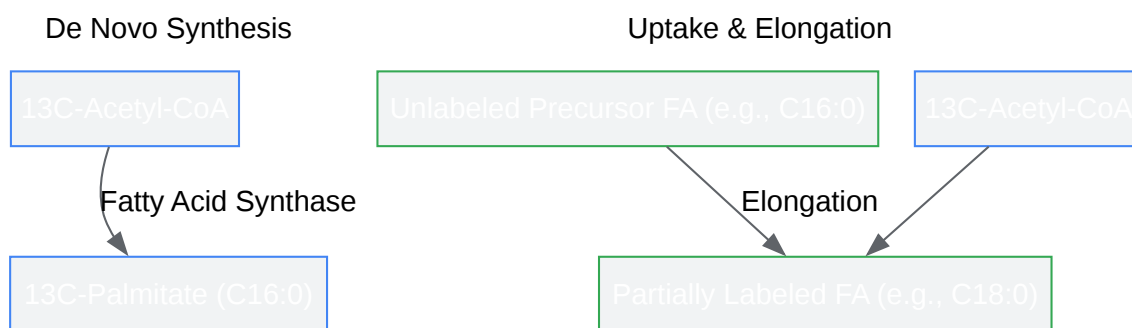 De Novo Synthesis
Uptake & Elongation
13C-Acetyl-CoA
Unlabeled Precursor FA (e.g., C16:0)
13C-Acetyl-CoA
Fatty Acid Synthase
Elongation
13C-Palmitate (C16:0)
Partially Labeled FA (e.g., C18:0)